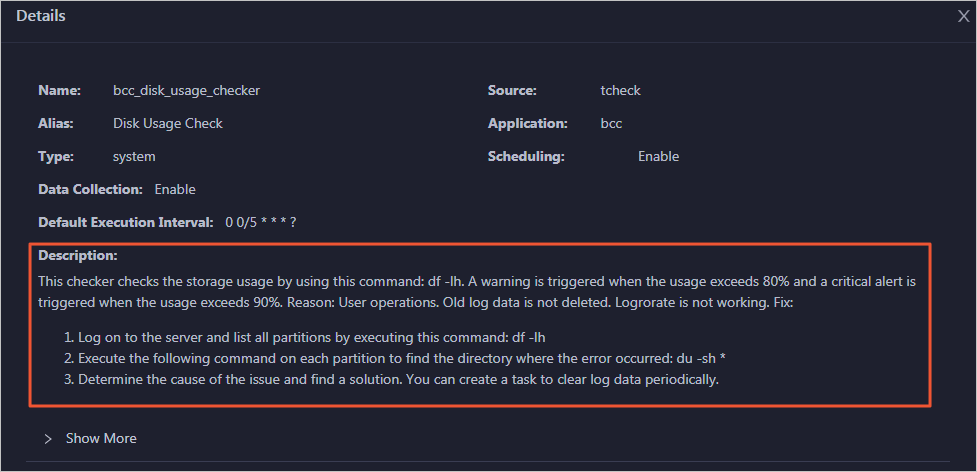 Details
Name: bcc_disk_usage_checker Source: tcheck
Alias: Disk Usage Check Application: bcc
Type: system Scheduling: Enable
Data Collection: Enable
Default Execution Interval: 0 0/5 * * * ?
Description:
This checker checks the storage usage by using this command: df -lh. A warning is triggered when the usage exceeds 80% and a critical alert is
triggered when the usage exceeds 90%. Reason: User operations. Old log data is not deleted. Logrorate is not working. Fix:
1. Log on to the server and list all partitions by executing this command: df -lh
2. Execute the following command on each partition to find the directory where the error occurred: du -sh *
3. Determine the cause of the issue and find a solution. You can create a task to clear log data periodically.
Show More